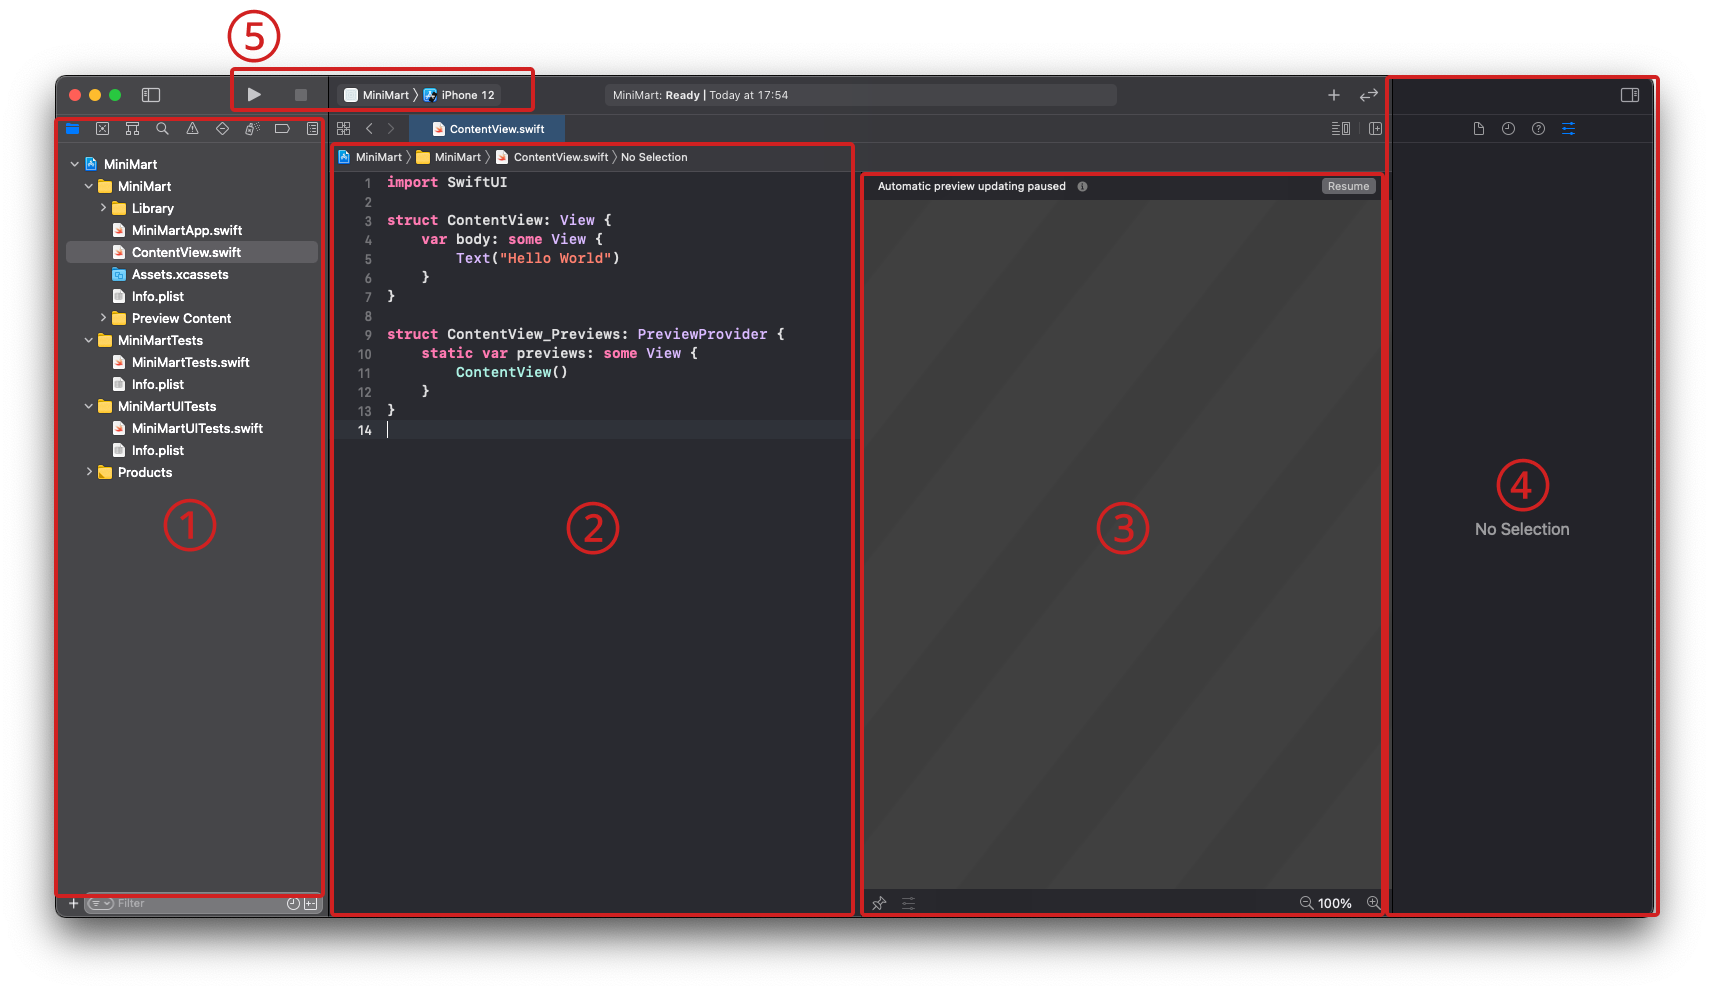 ⑤
MiniMart 〉 iPhone 12
MiniMart: Ready | Today at 17:54
ContentView.swift
MiniMart 〉 MiniMart 〉 ContentView.swift 〉 No Selection
MiniMart
MiniMart
Library
MiniMartApp.swift
ContentView.swift
Assets.xcassets
Info.plist
Preview Content
MiniMartTests
MiniMartTests.swift
Info.plist
MiniMartUITests
MiniMartUITests.swift
Info.plist
Products
①
Filter
1 import SwiftUI
2
3 struct ContentView: View {
4     var body: some View {
5         Text("Hello World")
6     }
7 }
8
9 struct ContentView_Previews: PreviewProvider {
10     static var previews: some View {
11         ContentView()
12     }
13 }
14
②
Automatic preview updating paused
Resume
③
100%
④
No Selection